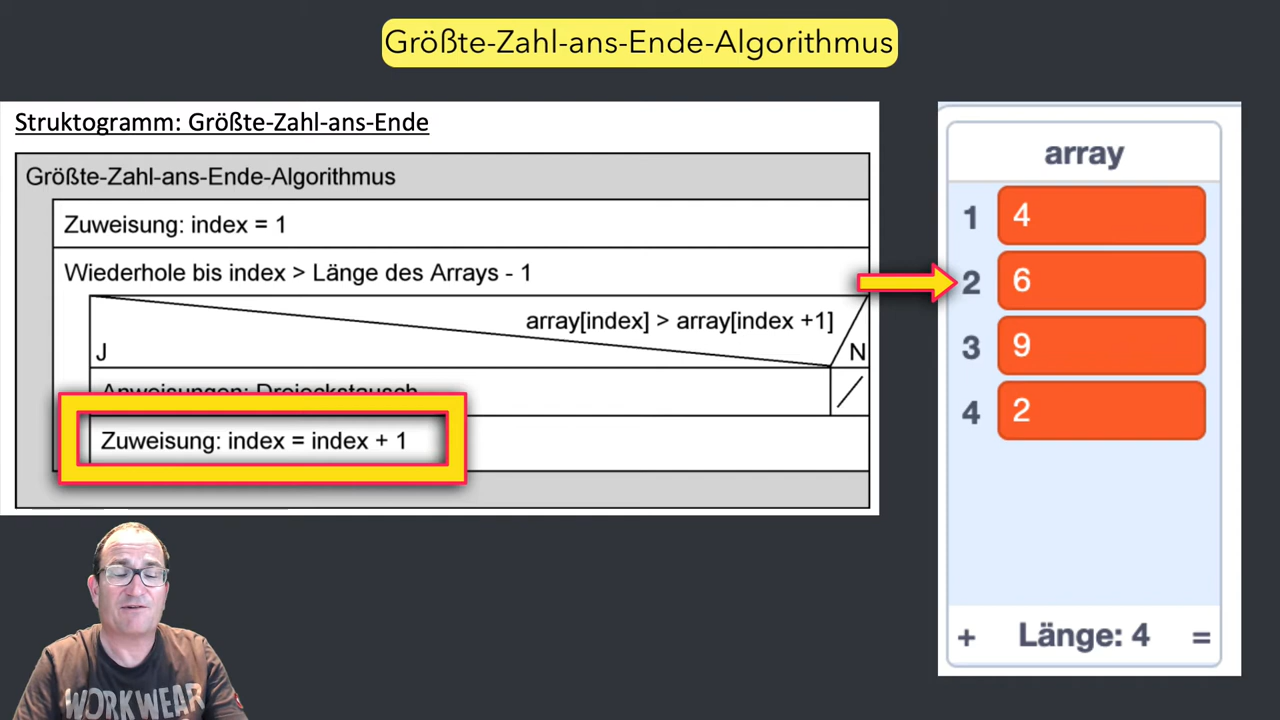 Größte-Zahl-ans-Ende-Algorithmus
Struktogramm: Größte-Zahl-ans-Ende
Größte-Zahl-ans-Ende-Algorithmus
Zuweisung: index = 1
Wiederhole bis index > Länge des Arrays - 1
array[index] > array[index +1]
J
N
Anweisungen: Dreieckstausch
/
Zuweisung: index = index + 1
array
1 4
2 6
3 9
4 2
+ Länge: 4 =
WORKWEAR